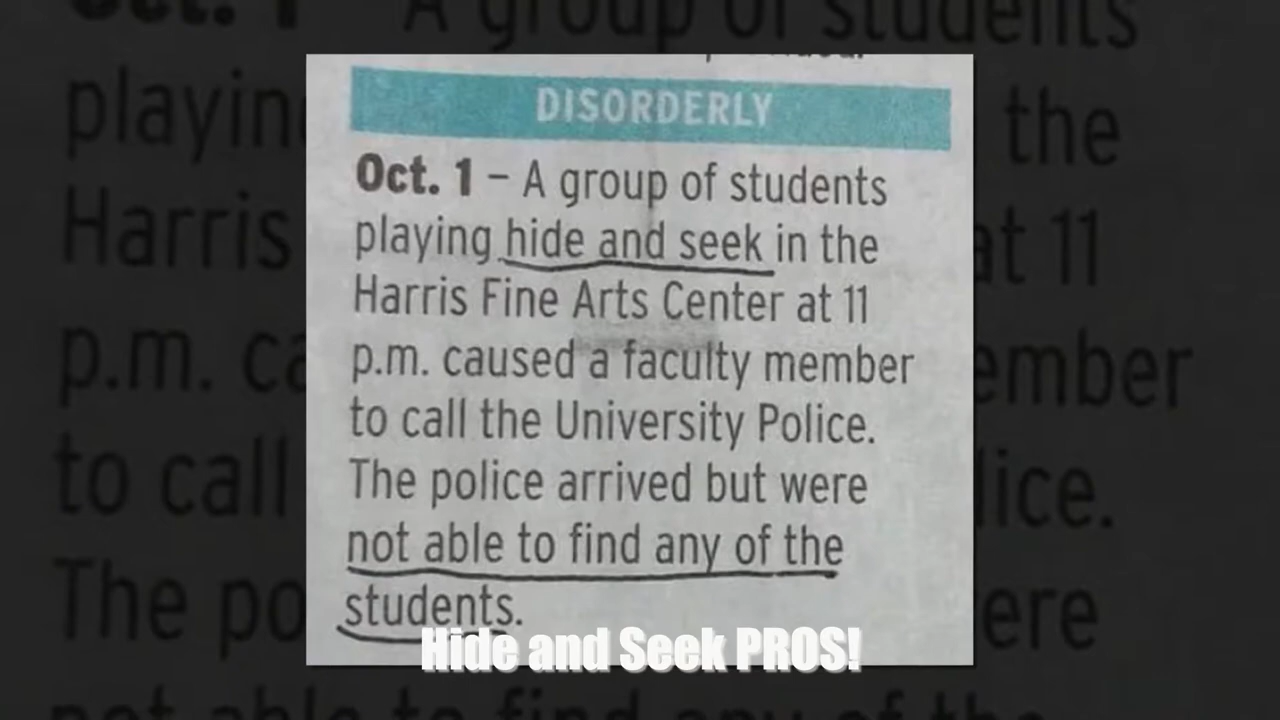 DISORDERLY
Oct. 1 – A group of students
playing hide and seek in the
Harris Fine Arts Center at 11
p.m. caused a faculty member
to call the University Police.
The police arrived but were
not able to find any of the
students.
Hide and Seek PROS!